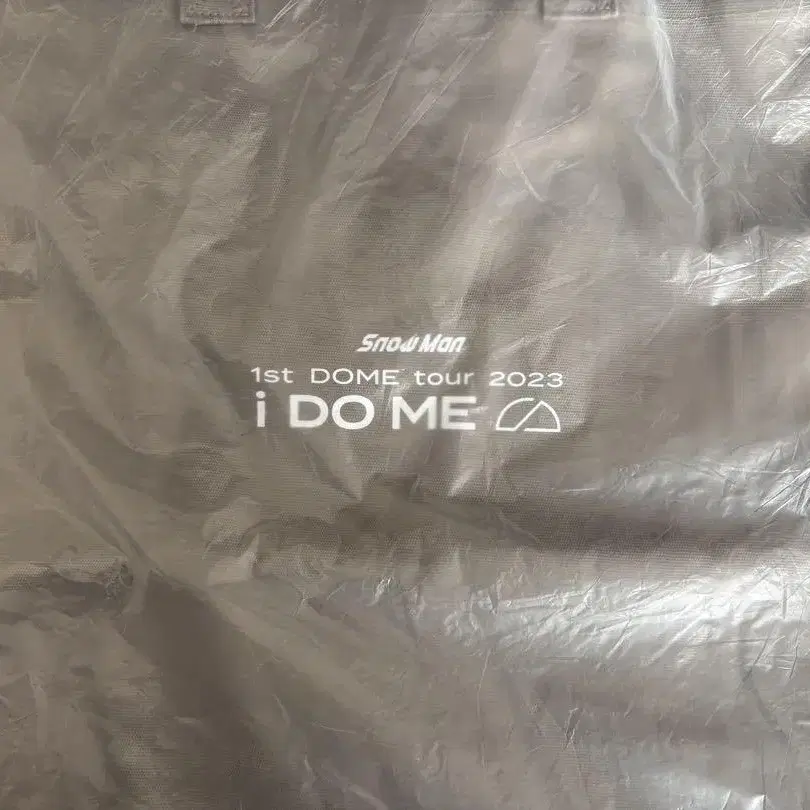 Snow Man
1st DOME tour 2023
i DO ME